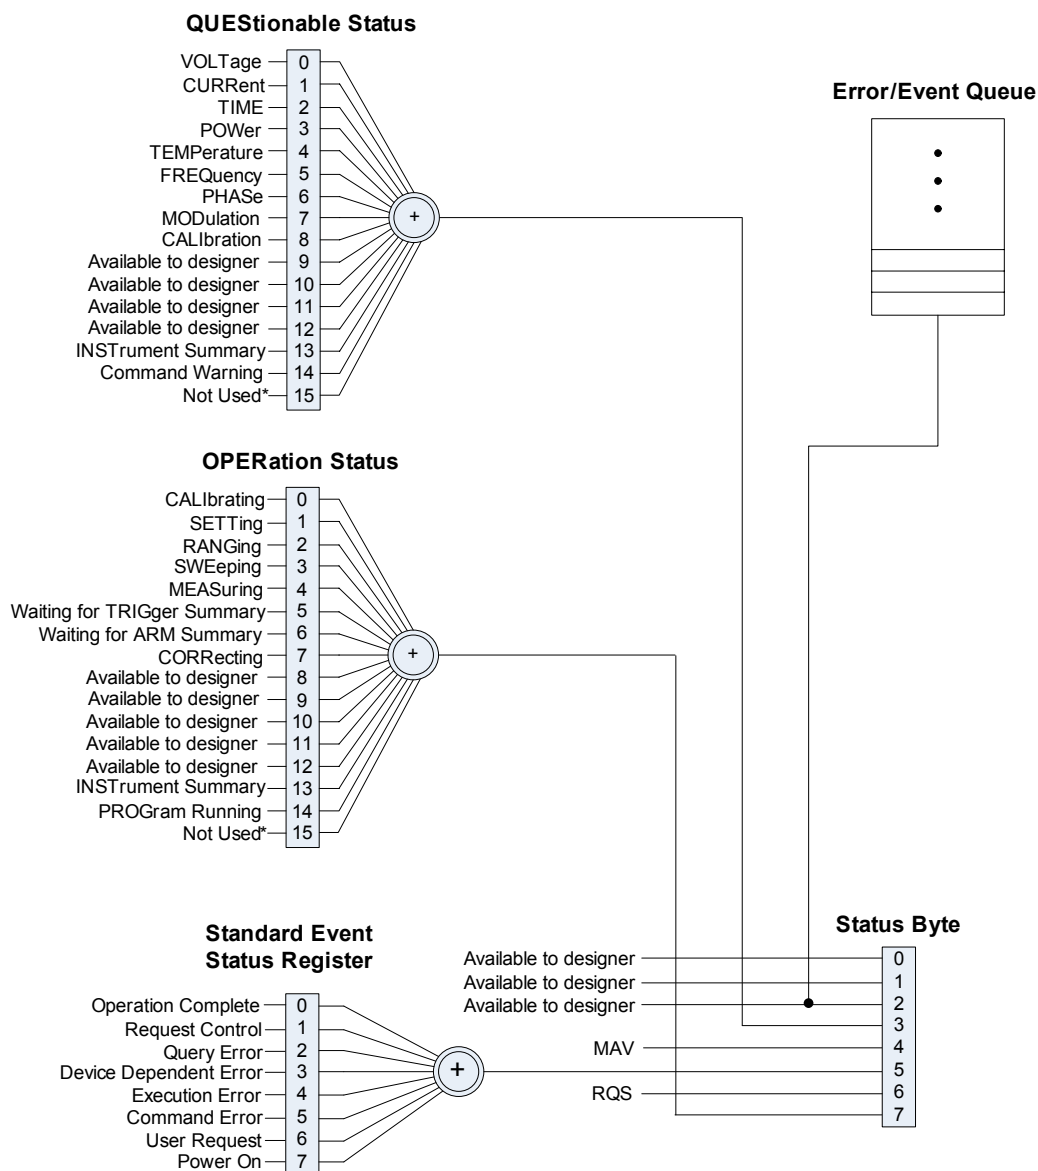 QUEStionable Status
VOLTage 0
CURRent 1
TIME 2
POWer 3
TEMPerature 4
FREQuency 5
PHASe 6
MODulation 7
CALIbration 8
Available to designer 9
Available to designer 10
Available to designer 11
Available to designer 12
INSTrument Summary 13
Command Warning 14
Not Used* 15
+
Error/Event Queue
OPERation Status
CALIbrating 0
SETTing 1
RANGing 2
SWEeping 3
MEASuring 4
Waiting for TRIGger Summary 5
Waiting for ARM Summary 6
CORRecting 7
Available to designer 8
Available to designer 9
Available to designer 10
Available to designer 11
Available to designer 12
INSTrument Summary 13
PROGram Running 14
Not Used* 15
+
Standard Event
Status Register
Operation Complete 0
Request Control 1
Query Error 2
Device Dependent Error 3
Execution Error 4
Command Error 5
User Request 6
Power On 7
+
Status Byte
Available to designer 0
Available to designer 1
Available to designer 2
3
MAV 4
5
RQS 6
7